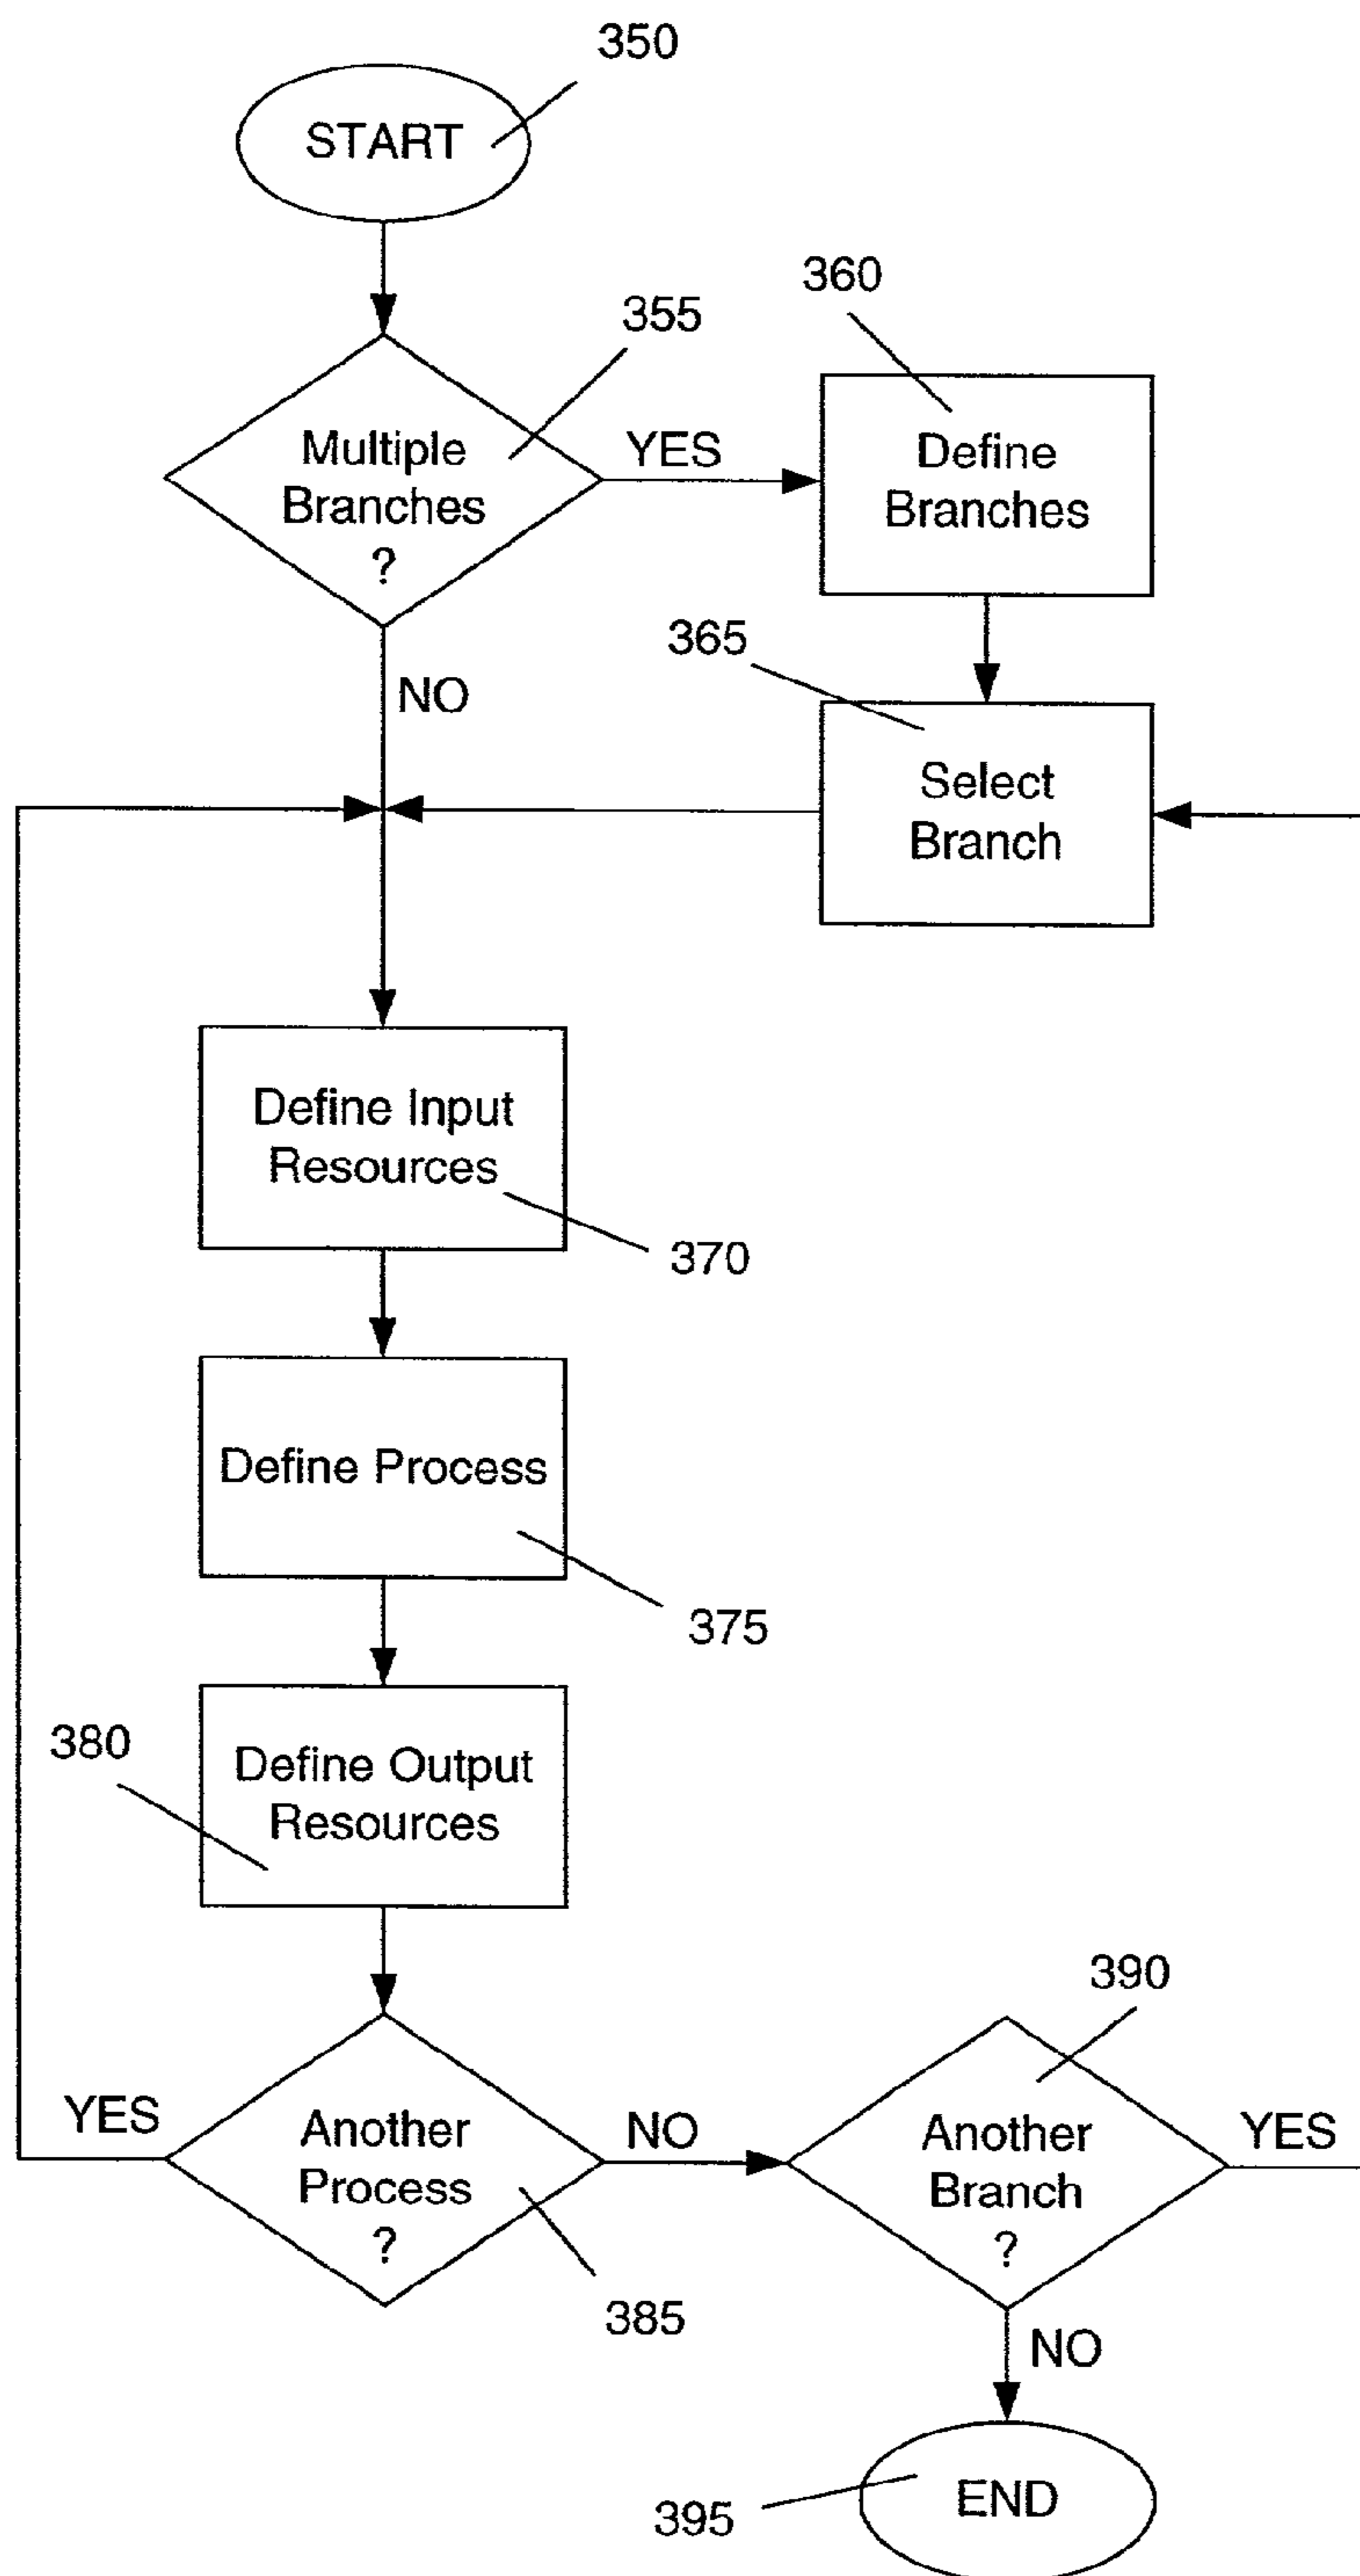 350
START
360
355
Multiple
Branches
?
YES
Define
Branches
365
NO
Select
Branch
Define Input
Resources
370
Define Process
375
380
Define Output
Resources
390
YES
Another
Process
?
NO
Another
Branch
?
YES
385
NO
395
END